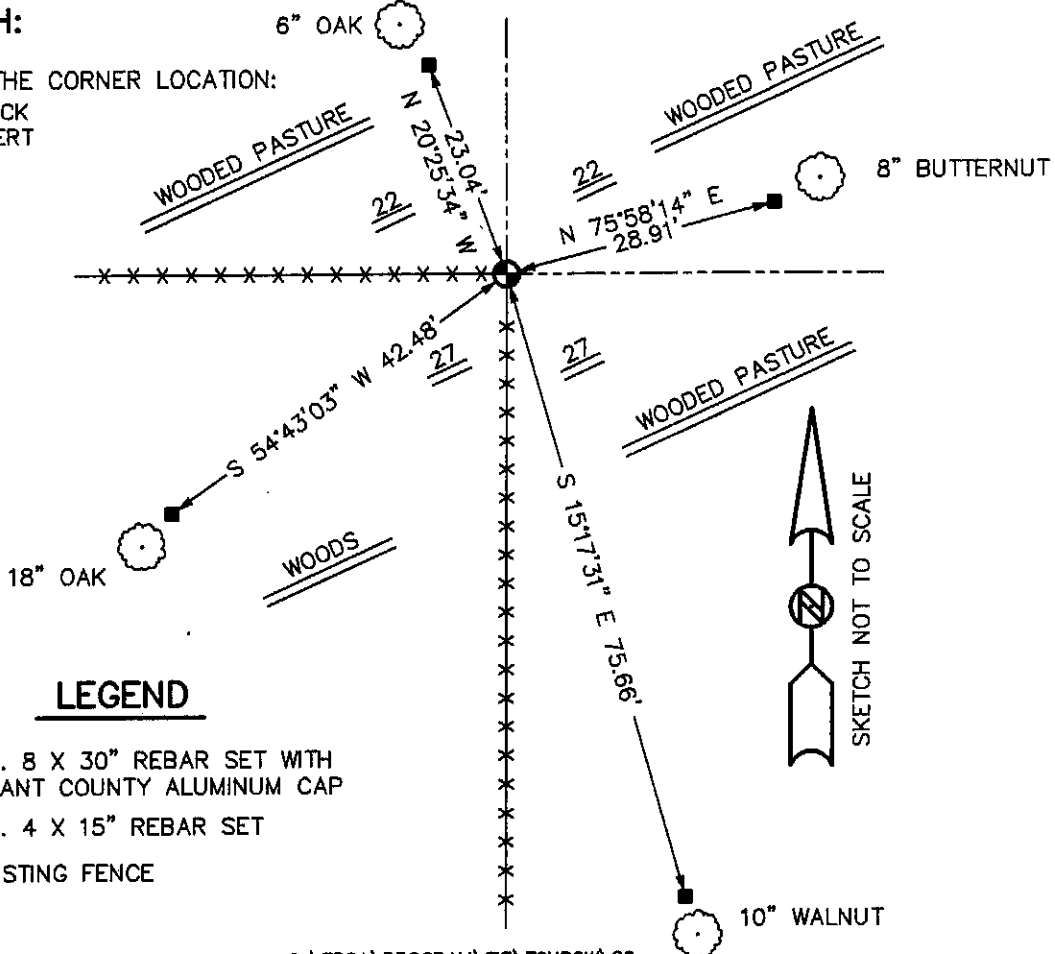 H:
THE CORNER LOCATION:
CK
ERT
6" OAK
WOODED PASTURE
WOODED PASTURE
8" BUTTERNUT
22
22
23.04'
N 20°25'34" W
N 75°58'14" E
28.91'
S 54°43'03" W 42.48'
27
27
WOODED PASTURE
S 15°17'31" E 75.66'
18" OAK
WOODS
N
SKETCH NOT TO SCALE
LEGEND
. 8 X 30" REBAR SET WITH
ANT COUNTY ALUMINUM CAP
. 4 X 15" REBAR SET
STING FENCE
10" WALNUT